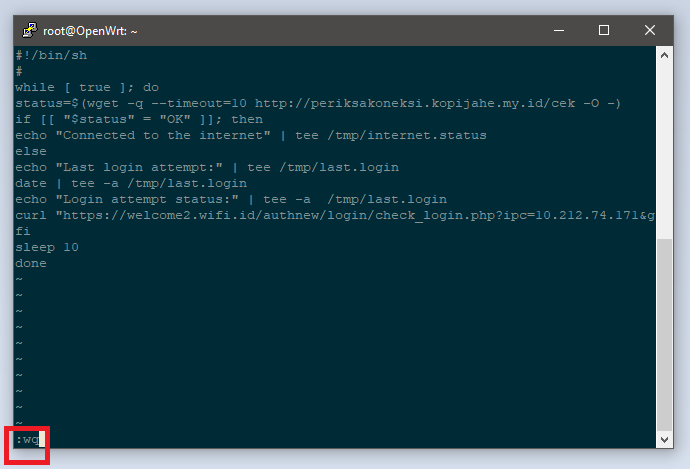 root@OpenWrt: ~
#!/bin/sh
#
while [ true ]; do
status=$(wget -q --timeout=10 http://periksakoneksi.kopijahe.my.id/cek -O -)
if [[ "$status" = "OK" ]]; then
echo "Connected to the internet" | tee /tmp/internet.status
else
echo "Last login attempt:" | tee /tmp/last.login
date | tee -a /tmp/last.login
echo "Login attempt status:" | tee -a  /tmp/last.login
curl "https://welcome2.wifi.id/authnew/login/check_login.php?ipc=10.212.74.171&g
fi
sleep 10
done
~
~
~
~
~
~
~
~
~
~
:wq